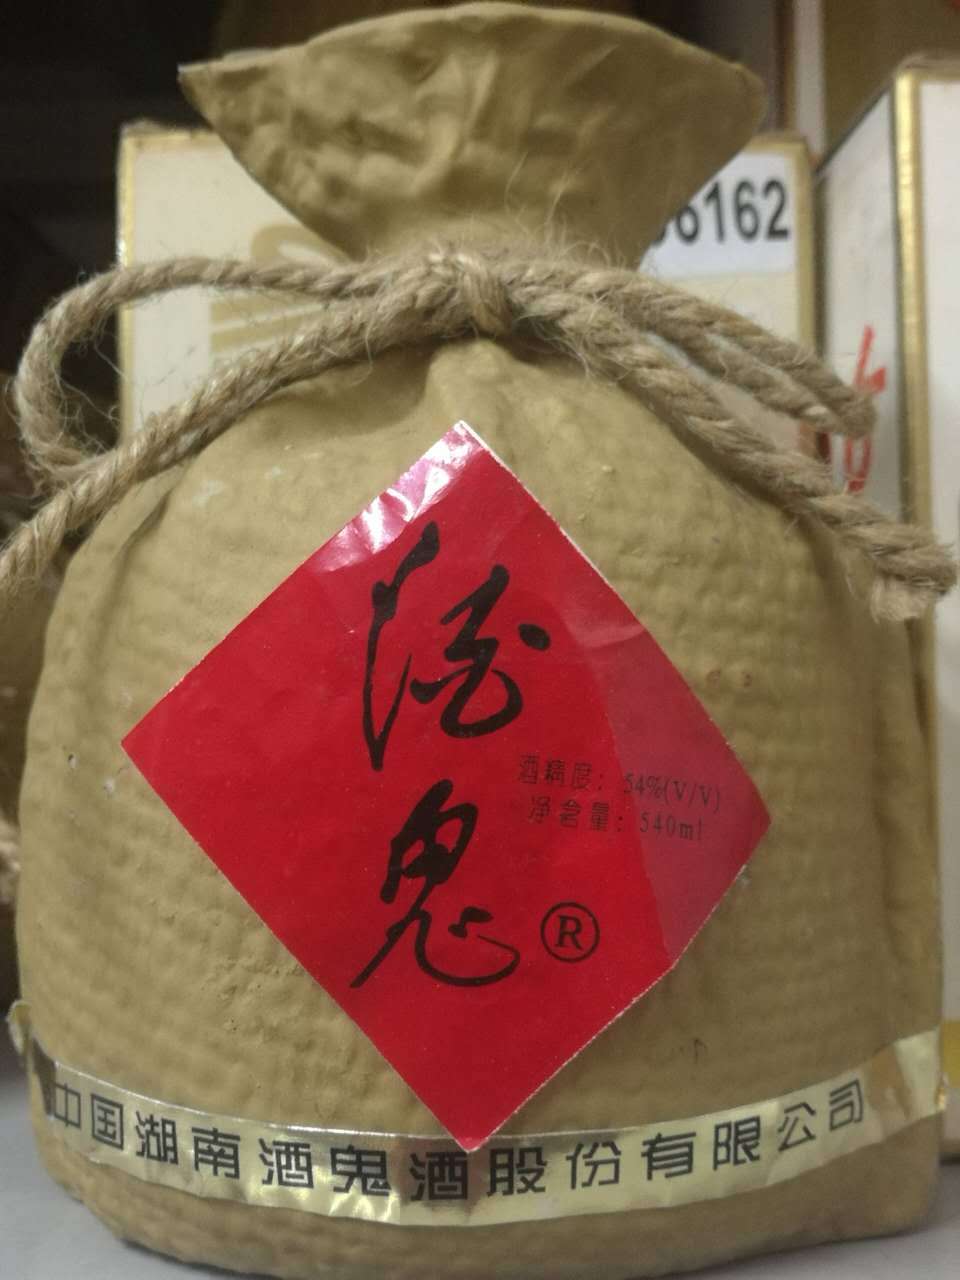 6162
酒鬼
酒精度: 54%(V/V)
净含量: 540ml
®
中国湖南酒鬼酒股份有限公司